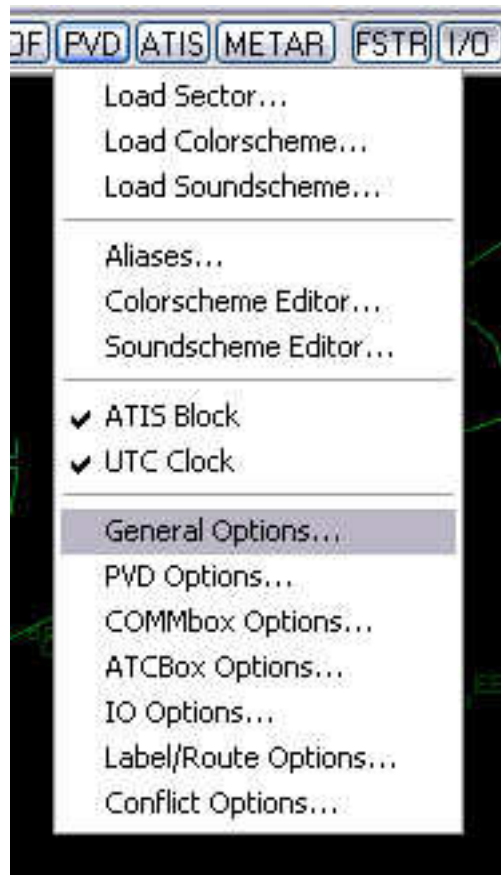 OF PVD ATIS METAR FSTR I/O
Load Sector...
Load Colorscheme...
Load Soundscheme...
Aliases...
Colorscheme Editor...
Soundscheme Editor...
ATIS Block
UTC Clock
General Options...
PVD Options...
COMMbox Options...
ATCBox Options...
IO Options...
Label/Route Options...
Conflict Options...